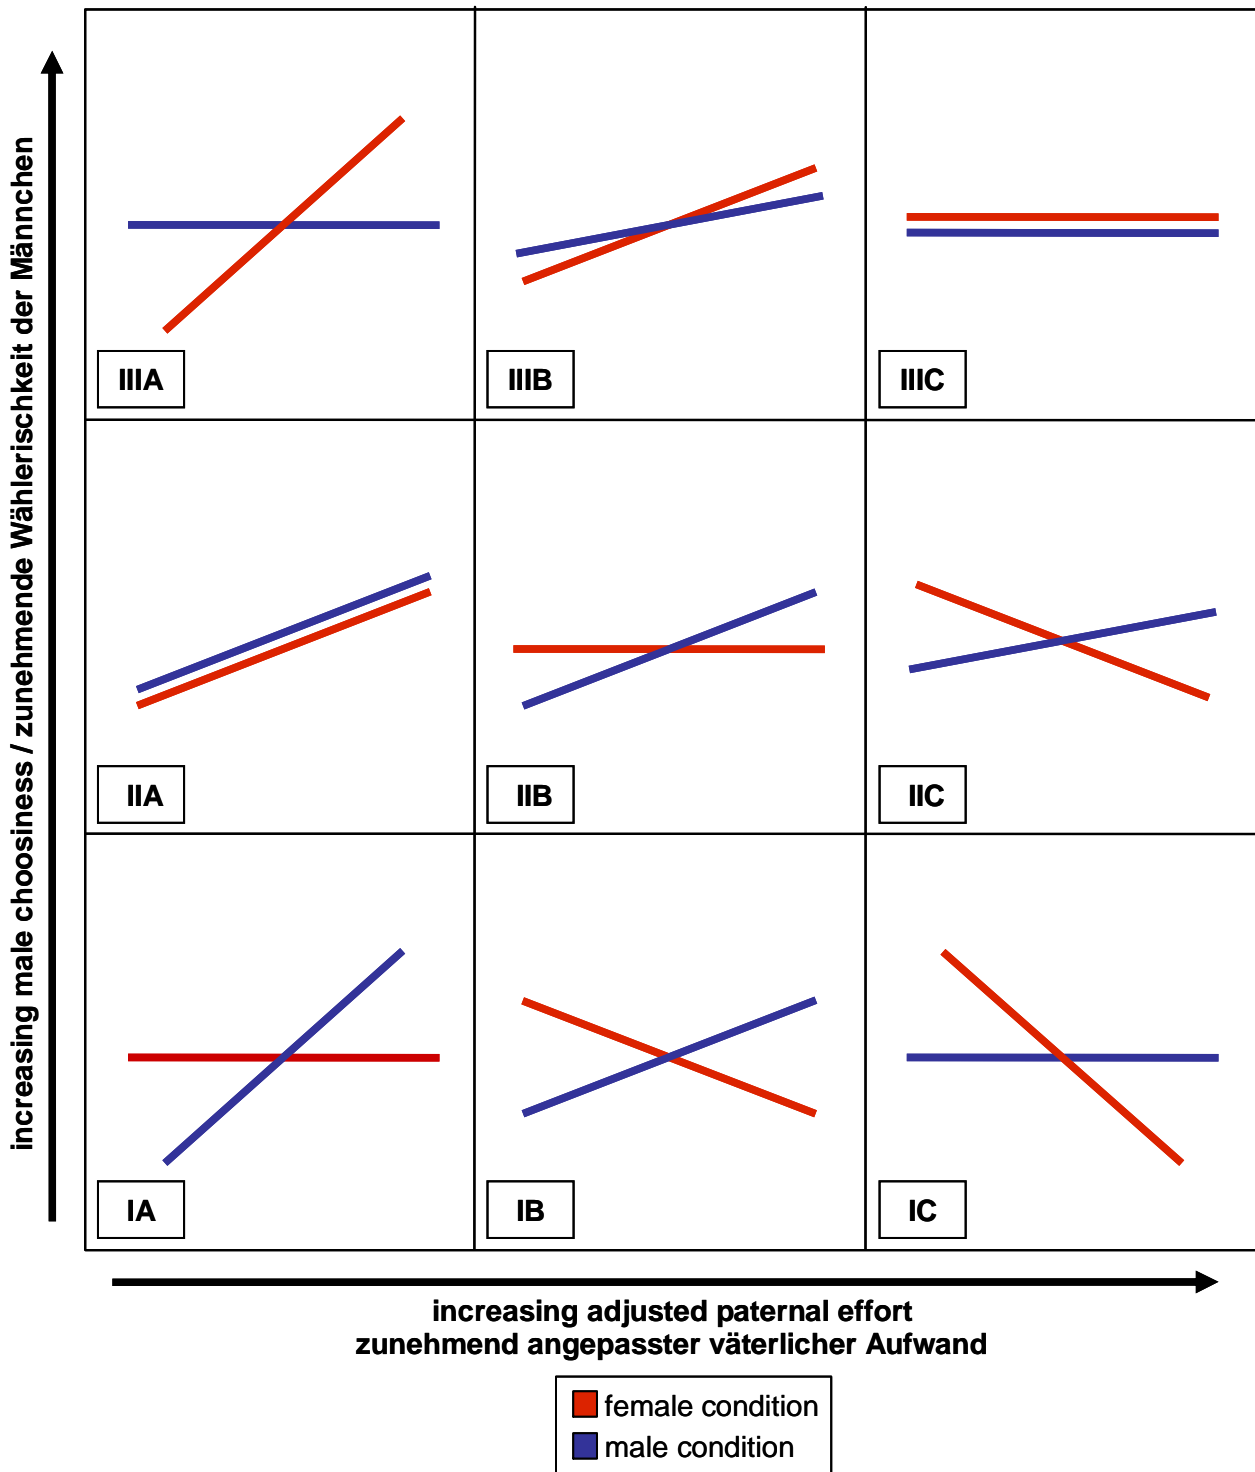 increasing male choosiness / zunehmende Wählerischkeit der Männchen
IIIA
IIIB
IIIC
IIA
IIB
IIC
IA
IB
IC
increasing adjusted paternal effort
zunehmend angepasster väterlicher Aufwand
female condition
male condition